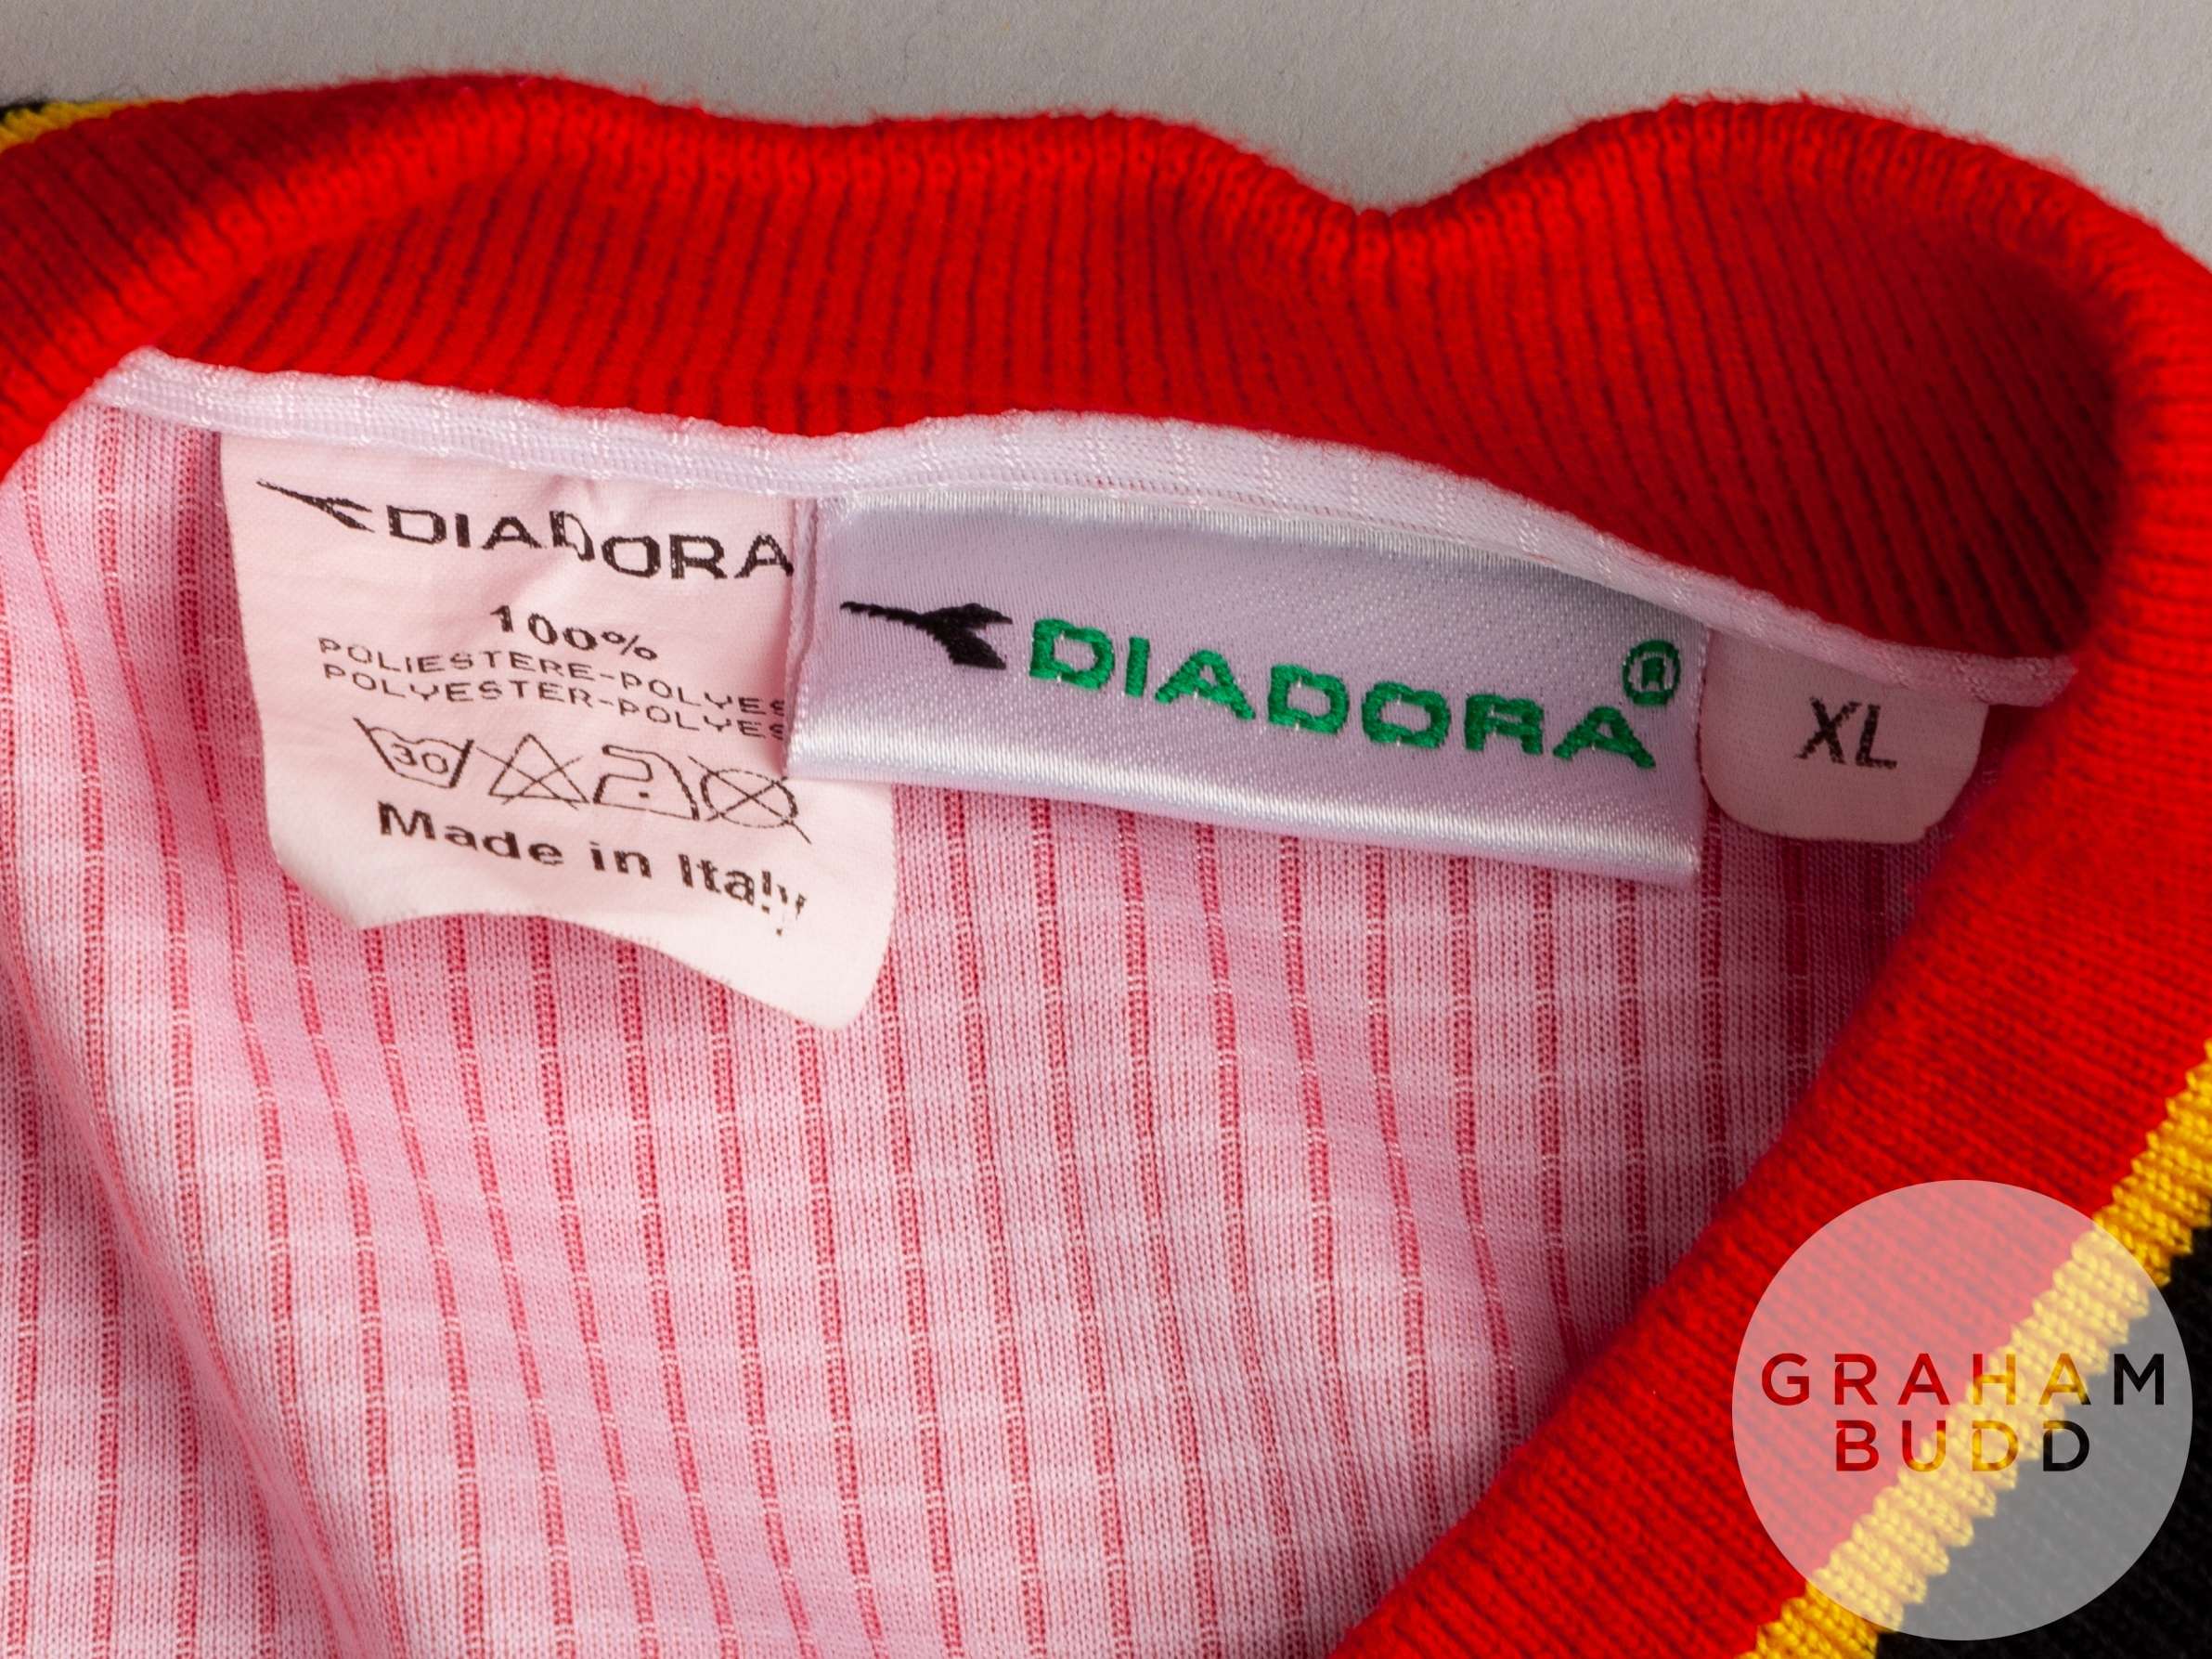 DIADORA
100%
POLIESTERE-POLYES
POLYESTER-POLYES
30
Made in Italy
DIADORA®
XL
GRAHAM
BUDD